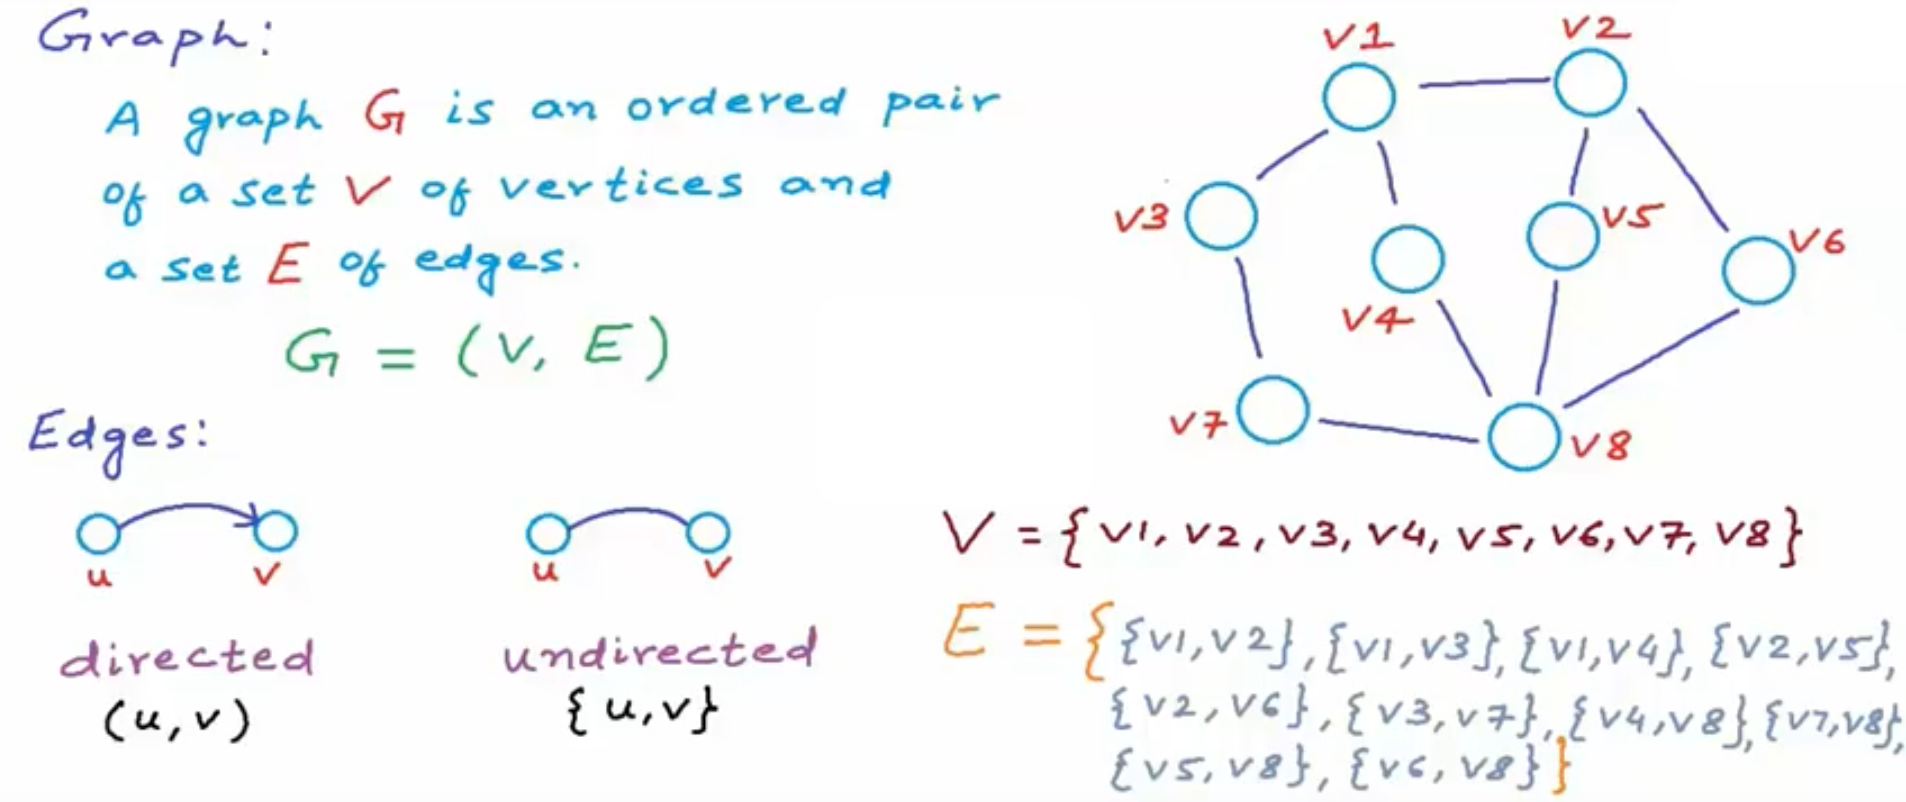 Graph:
A graph G is an ordered pair
of a set V of vertices and
a set E of edges.
G = (V, E)
Edges:
u
v
directed
(u,v)
u
v
undirected
{u,v}
v1
v2
v3
v4
v5
v6
v7
v8
V = {v1, v2, v3, v4, v5, v6, v7, v8}
E = {{v1,v2},{v1,v3},{v1,v4},{v2,v5},
{v2,v6},{v3,v7},{v4,v8},{v7,v8},
{v5,v8},{v6,v8}}